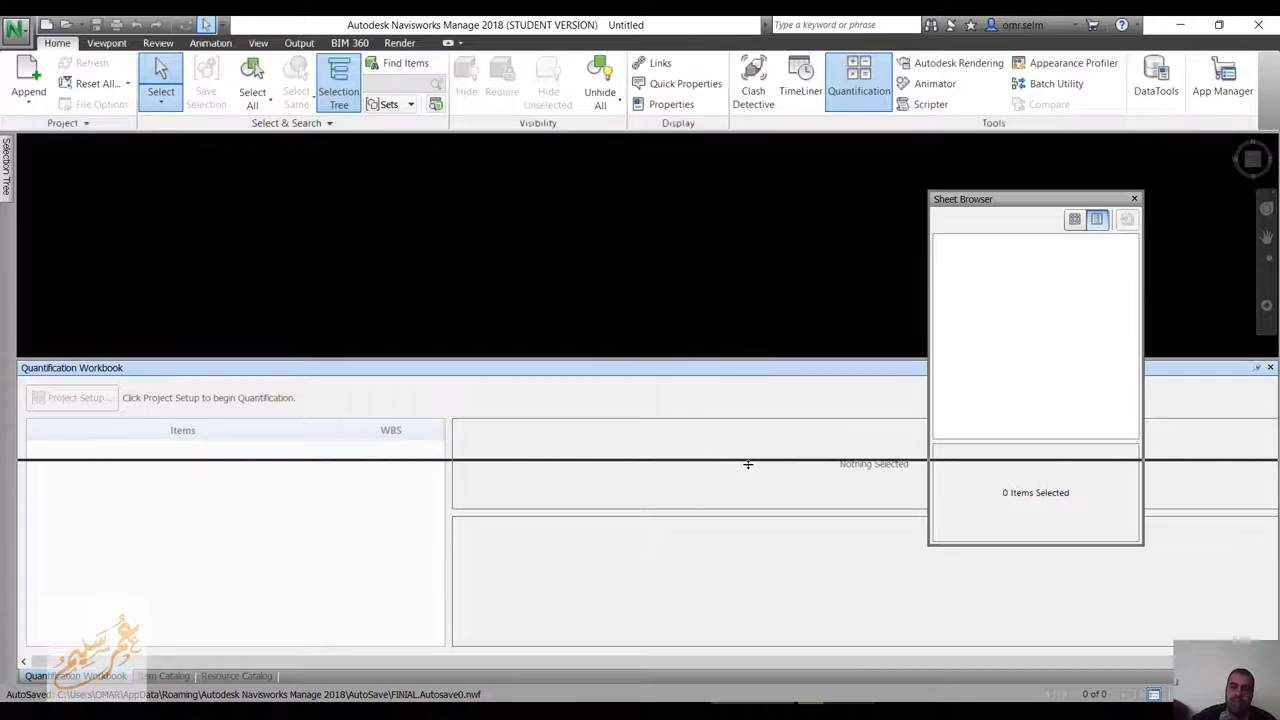 Autodesk Navisworks Manage 2018 (STUDENT VERSION) Untitled
Type a keyword or phrase
omr.selm
Home Viewpoint Review Animation View Output BIM 360 Render
Append
Refresh
Reset All...
File Options
Project
Select
Save Selection
Select All
Select Same
Selection Tree
Find Items
Sets
Select & Search
Hide
Require
Hide Unselected
Unhide All
Visibility
Links
Quick Properties
Properties
Display
Clash Detective
TimeLiner
Quantification
Autodesk Rendering
Animator
Scripter
Appearance Profiler
Batch Utility
Compare
DataTools
App Manager
Tools
Selection Tree
Sheet Browser
0 Items Selected
Quantification Workbook
Project Setup...
Click Project Setup to begin Quantification.
Items WBS
Nothing Selected
عمر سليم
Quantification Workbook Item Catalog Resource Catalog
AutoSaved: C:\Users\OMAR\AppData\Roaming\Autodesk Navisworks Manage 2018\AutoSave\FINIAL.Autosave0.nwf
0 of 0